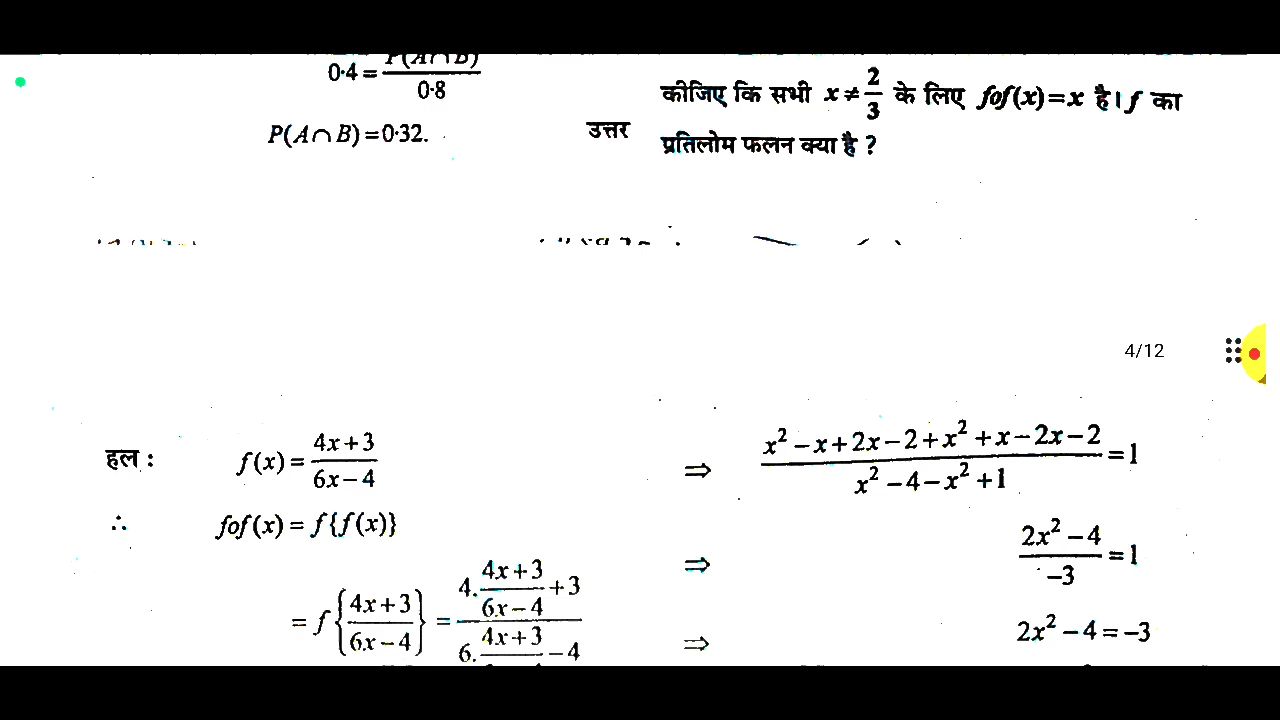 0·4 = P(A∩B)/0·8
P(A∩B)=0·32. उत्तर
कीजिए कि सभी x≠2/3 के लिए fof(x)=x है। f का
प्रतिलोम फलन क्या है ?
4/12
हल : f(x)=(4x+3)/(6x−4)
∴ fof(x)=f{f(x)}
=f{(4x+3)/(6x−4)}=(4.(4x+3)/(6x−4)+3)/(6.(4x+3)/(6x−4)−4)
⇒ (x²−x+2x−2+x²+x−2x−2)/(x²−4−x²+1)=1
⇒ (2x²−4)/−3=1
⇒ 2x²−4=−3